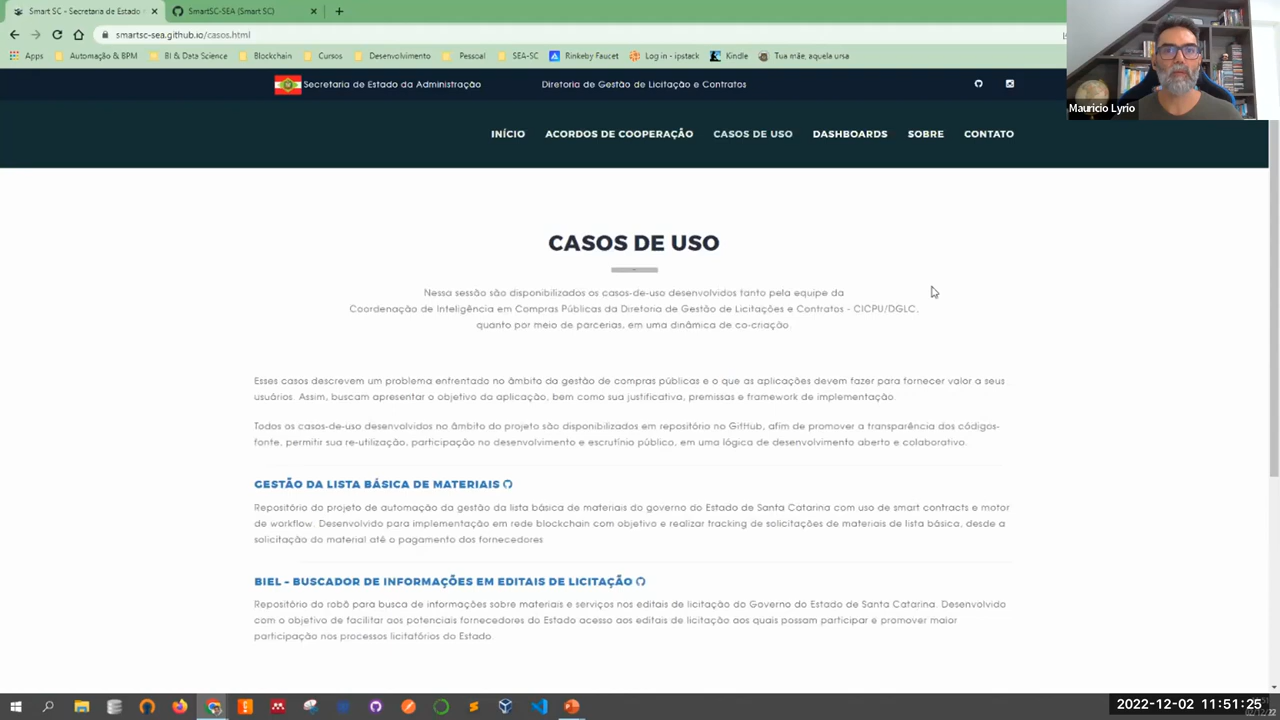 Smart SC - Secretaria de Estado
SmartSC-SEA (Smart SC)
smartsc-sea.github.io/casos.html
Apps Automação & BPM BI & Data Science Blockchain Cursos Desenvolvimento Pessoal SEA-SC Rinkeby Faucet Log in - ipstack Kindle Tua mãe, aquela ursa
Mauricio Lyrio
Secretaria de Estado da Administração Diretoria de Gestão de Licitação e Contratos
INÍCIO ACORDOS DE COOPERAÇÃO CASOS DE USO DASHBOARDS SOBRE CONTATO
CASOS DE USO
Nessa sessão são disponibilizados os casos-de-uso desenvolvidos tanto pela equipe da
Coordenação de Inteligência em Compras Públicas da Diretoria de Gestão de Licitações e Contratos - CICPU/DGLC,
quanto por meio de parcerias, em uma dinâmica de co-criação.
Esses casos descrevem um problema enfrentado no âmbito da gestão de compras públicas e o que as aplicações devem fazer para fornecer valor a seus
usuários. Assim, buscam apresentar o objetivo da aplicação, bem como sua justificativa, premissas e framework de implementação.
Todos os casos-de-uso desenvolvidos no âmbito do projeto são disponibilizados em repositório no GitHub, afim de promover a transparência dos códigos-
fonte, permitir sua re-utilização, participação no desenvolvimento e escrutínio público, em uma lógica de desenvolvimento aberto e colaborativo.
GESTÃO DA LISTA BÁSICA DE MATERIAIS
Repositório do projeto de automação da gestão da lista básica de materiais do governo do Estado de Santa Catarina com uso de smart contracts e motor
de workflow. Desenvolvido para implementação em rede blockchain com objetivo e realizar tracking de solicitações de materiais de lista básica, desde a
solicitação do material até o pagamento dos fornecedores
BIEL - BUSCADOR DE INFORMAÇÕES EM EDITAIS DE LICITAÇÃO
Repositório do robô para busca de informações sobre materiais e serviços nos editais de licitação do Governo do Estado de Santa Catarina. Desenvolvido
com o objetivo de facilitar aos potenciais fornecedores do Estado acesso aos editais de licitação aos quais possam participar e promover maior
participação nos processos licitatórios do Estado.
2022-12-02 11:51:25